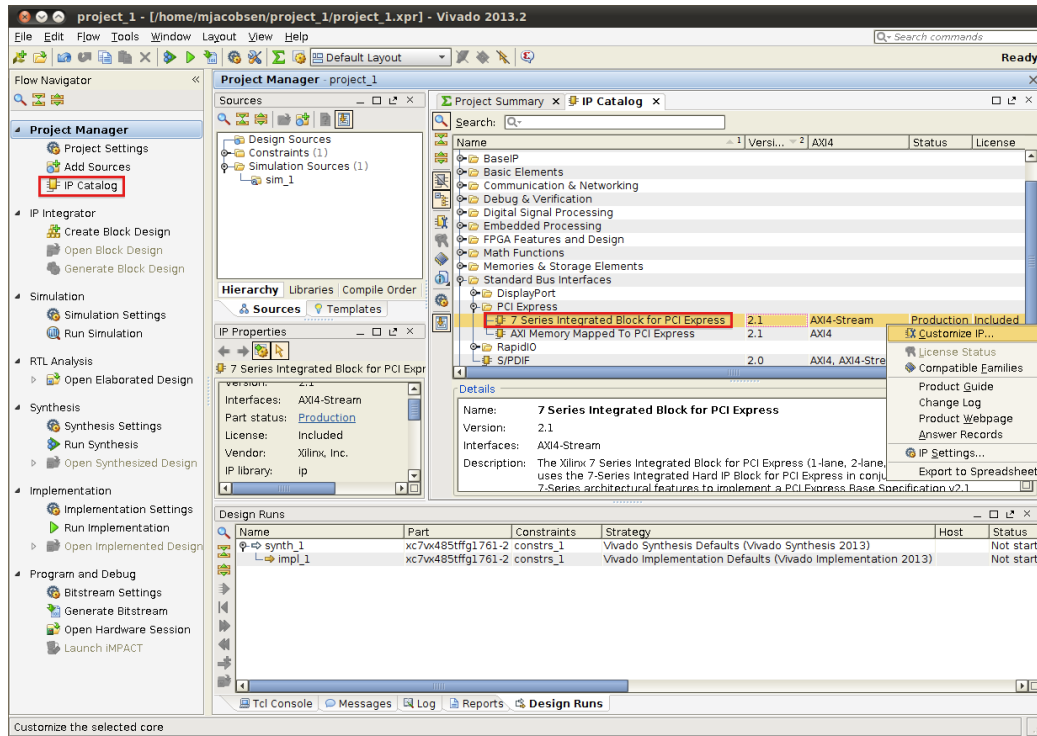 project_1 - [/home/mjacobsen/project_1/project_1.xpr] - Vivado 2013.2
File Edit Flow Tools Window Layout View Help
Search commands
Default Layout
Ready
Flow Navigator
Project Manager
Project Settings
Add Sources
IP Catalog
IP Integrator
Create Block Design
Open Block Design
Generate Block Design
Simulation
Simulation Settings
Run Simulation
RTL Analysis
Open Elaborated Design
Synthesis
Synthesis Settings
Run Synthesis
Open Synthesized Design
Implementation
Implementation Settings
Run Implementation
Open Implemented Design
Program and Debug
Bitstream Settings
Generate Bitstream
Open Hardware Session
Launch iMPACT
Project Manager - project_1
Sources
Design Sources
Constraints (1)
Simulation Sources (1)
sim_1
Hierarchy Libraries Compile Order
Sources Templates
IP Properties
7 Series Integrated Block for PCI Expr
Version: 2.1
Interfaces: AXI4-Stream
Part status: Production
License: Included
Vendor: Xilinx, Inc.
IP library: ip
Project Summary IP Catalog
Search:
Name 1 Versi... 2 AXI4 Status License
BaseIP
Basic Elements
Communication & Networking
Debug & Verification
Digital Signal Processing
Embedded Processing
FPGA Features and Design
Math Functions
Memories & Storage Elements
Standard Bus Interfaces
DisplayPort
PCI Express
7 Series Integrated Block for PCI Express 2.1 AXI4-Stream Production Included
AXI Memory Mapped To PCI Express 2.1 AXI4
RapidIO
S/PDIF 2.0 AXI4, AXI4-Stre
Customize IP...
License Status
Compatible Families
Product Guide
Change Log
Product Webpage
Answer Records
IP Settings...
Export to Spreadsheet
Details
Name: 7 Series Integrated Block for PCI Express
Version: 2.1
Interfaces: AXI4-Stream
Description: The Xilinx 7 Series Integrated Block for PCI Express (1-lane, 2-lane,
uses the 7-Series Integrated Hard IP Block for PCI Express in conju
7-Series architectural features to implement a PCI Express Base Specification v2.1
Design Runs
Name Part Constraints Strategy Host Status
synth_1 xc7vx485tffg1761-2 constrs_1 Vivado Synthesis Defaults (Vivado Synthesis 2013) Not start
impl_1 xc7vx485tffg1761-2 constrs_1 Vivado Implementation Defaults (Vivado Implementation 2013) Not start
Tcl Console Messages Log Reports Design Runs
Customize the selected core